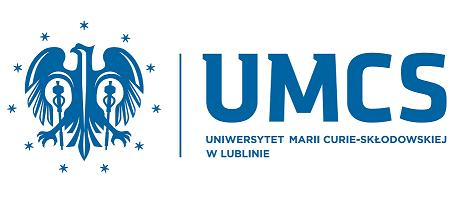 UMCS
UNIWERSYTET MARII CURIE-SKŁODOWSKIEJ
W LUBLINIE